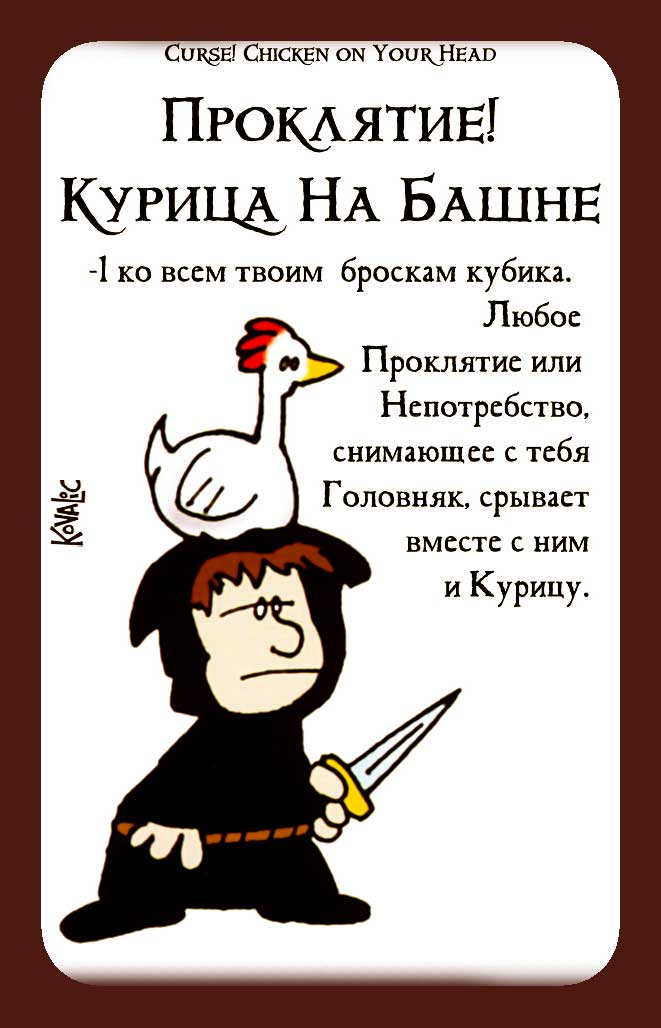 Curse! Chicken on Your Head
Проклятие!
Курица На Башне
-1 ко всем твоим броскам кубика.
Любое
Проклятие или
Непотребство,
снимающее с тебя
Головняк, срывает
вместе с ним
и Курицу.
Kovalic